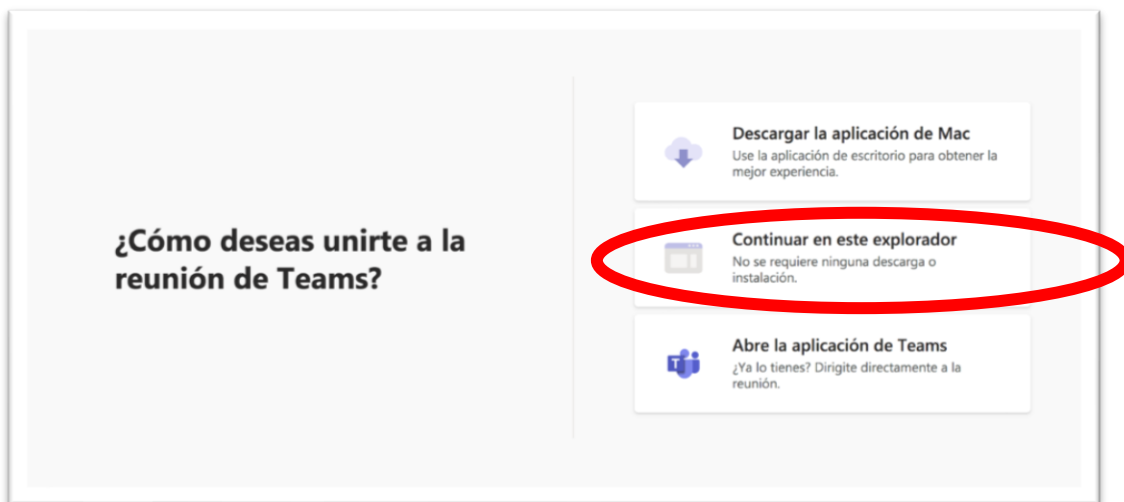 ¿Cómo deseas unirte a la
reunión de Teams?
Descargar la aplicación de Mac
Use la aplicación de escritorio para obtener la
mejor experiencia.
Continuar en este explorador
No se requiere ninguna descarga o
instalación.
Abre la aplicación de Teams
¿Ya lo tienes? Dirigite directamente a la
reunión.